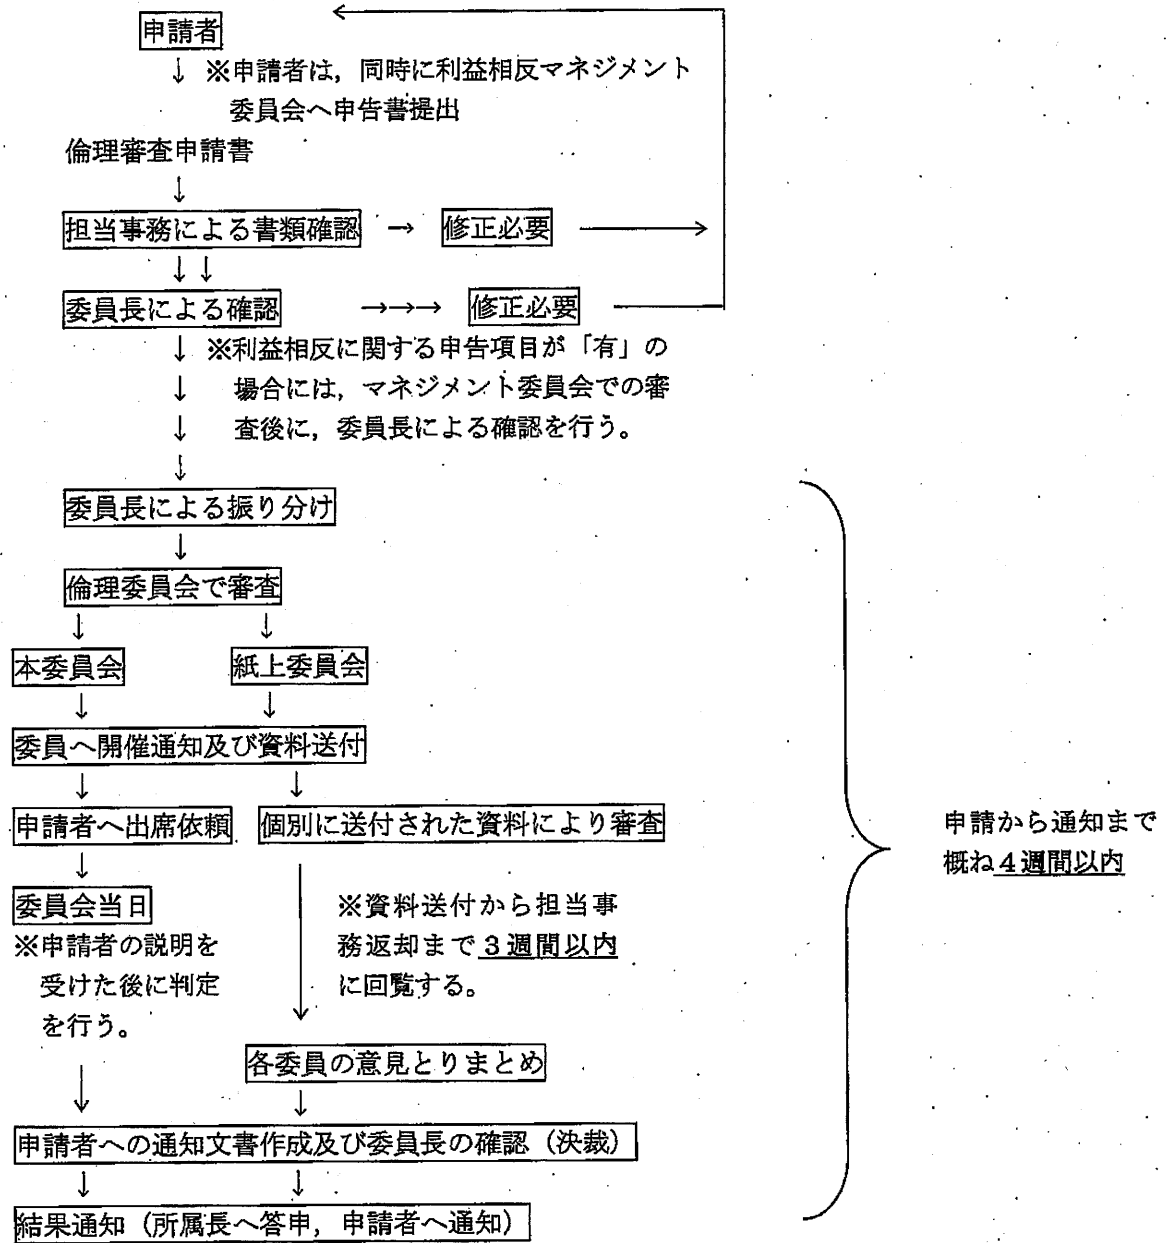 申請者
↓ ※申請者は，同時に利益相反マネジメント
委員会へ申告書提出
倫理審査申請書
↓
担当事務による書類確認 → 修正必要
↓↓
委員長による確認 →→→ 修正必要
↓ ※利益相反に関する申告項目が「有」の
↓ 場合には，マネジメント委員会での審
↓ 査後に，委員長による確認を行う。
↓
委員長による振り分け
↓
倫理委員会で審査
↓ ↓
本委員会 紙上委員会
↓ ↓
委員へ開催通知及び資料送付
↓ ↓
申請者へ出席依頼 個別に送付された資料により審査
↓
委員会当日
※申請者の説明を
受けた後に判定
を行う。
※資料送付から担当事
務返却まで３週間以内
に回覧する。
各委員の意見とりまとめ
↓ ↓
申請者への通知文書作成及び委員長の確認（決裁）
↓ ↓
結果通知（所属長へ答申，申請者へ通知）
申請から通知まで
概ね４週間以内